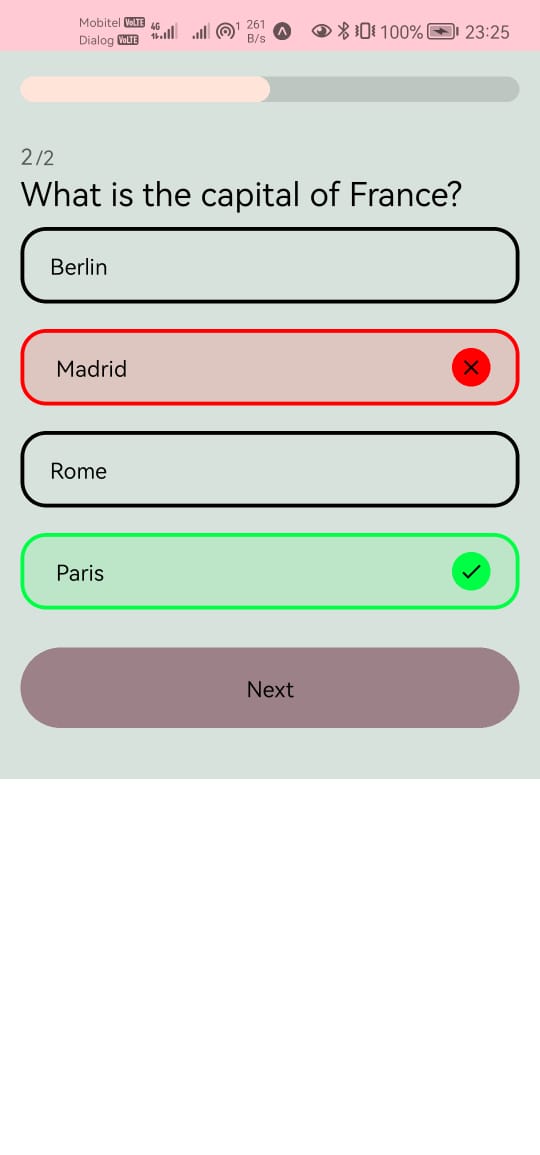 Mobitel VoLTE 4G 1 261 100% 23:25
Dialog VoLTE B/s
2/2
What is the capital of France?
Berlin
Madrid
Rome
Paris
Next